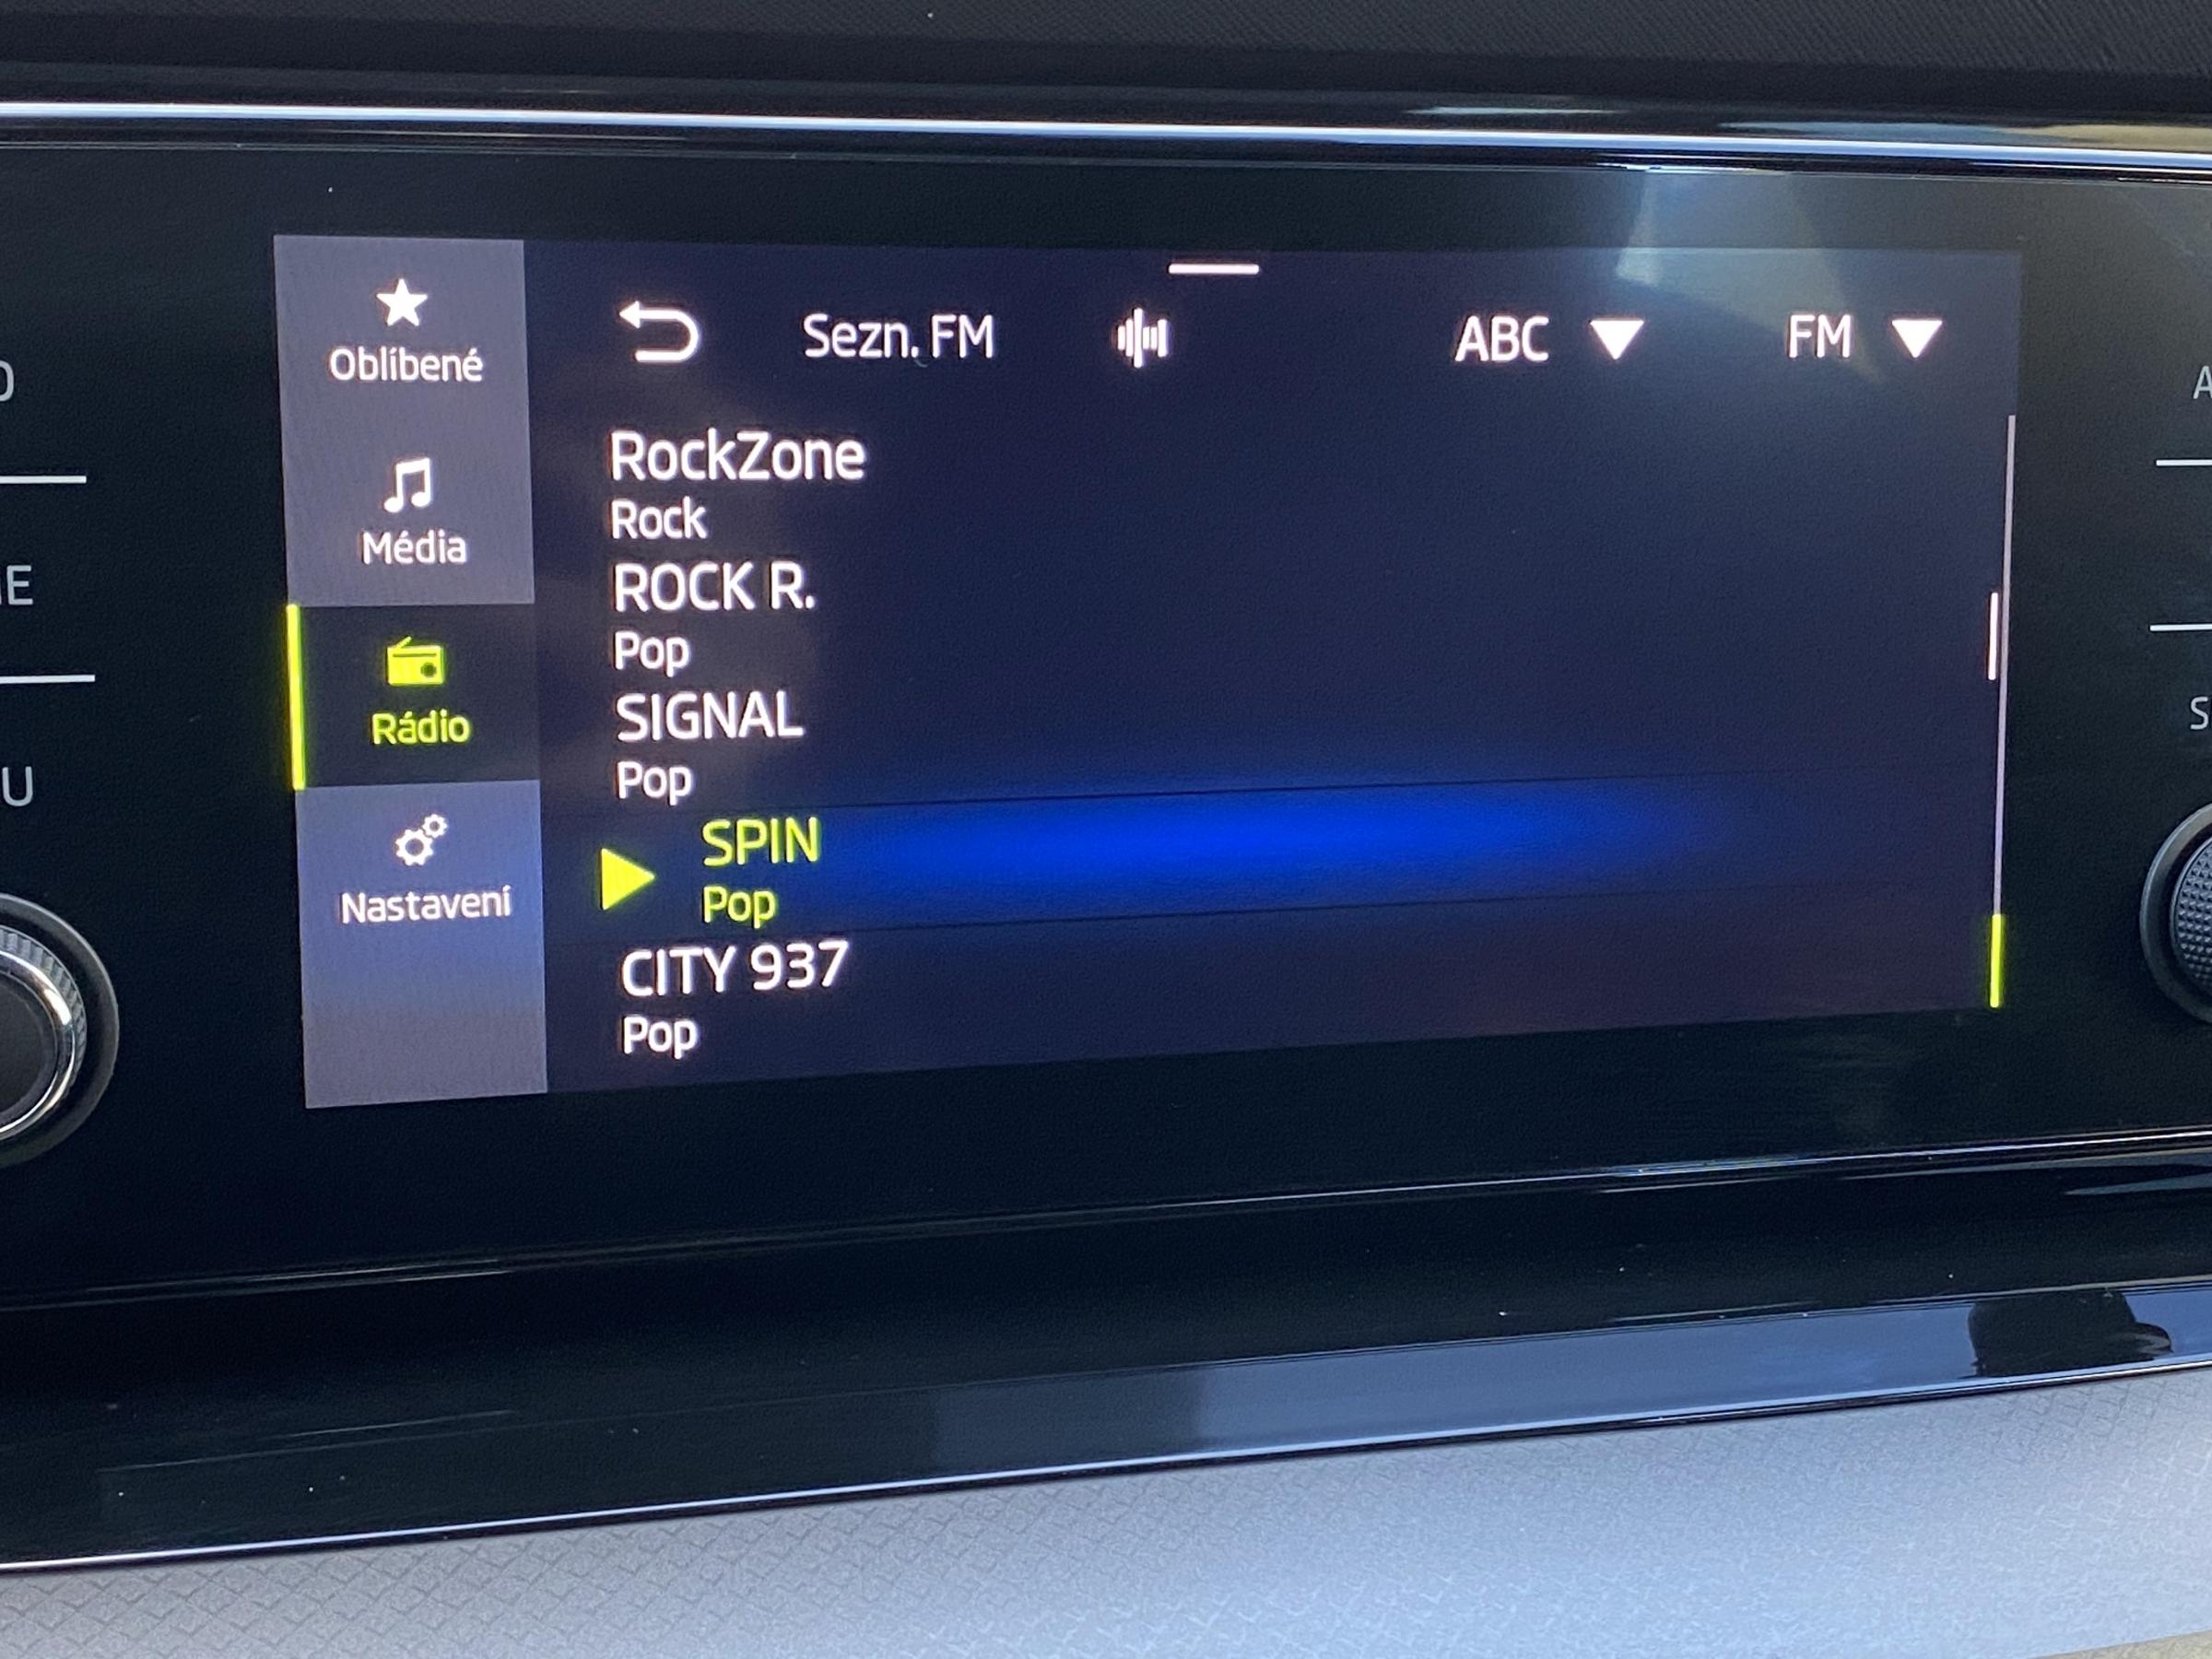 Oblíbené
Média
Rádio
Nastavení
Sezn. FM
ABC
FM
RockZone
Rock
ROCK R.
Pop
SIGNAL
Pop
SPIN
Pop
CITY 937
Pop